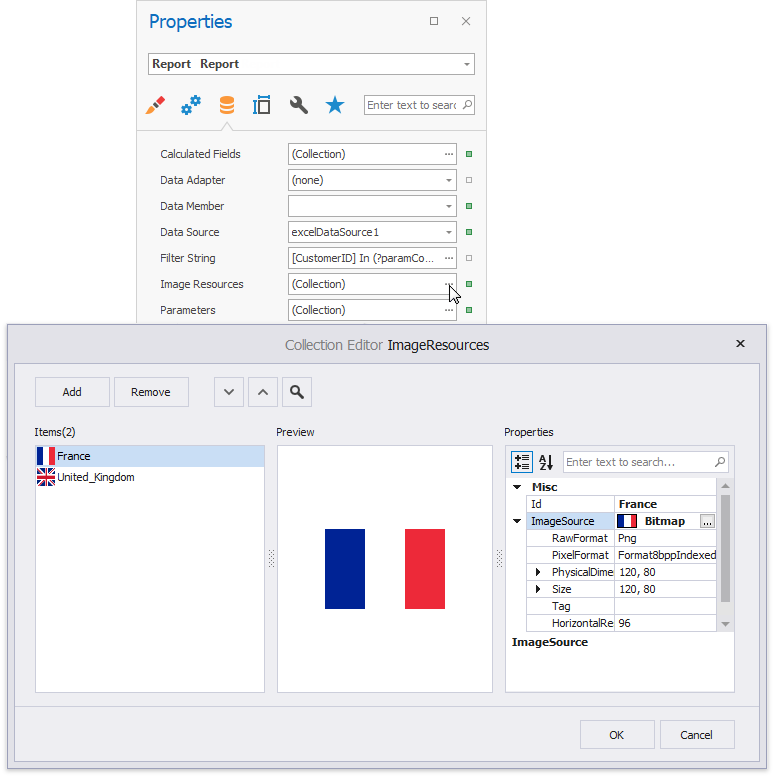 Properties
Report Report
Enter text to searc
Calculated Fields (Collection) ...
Data Adapter (none)
Data Member
Data Source excelDataSource1
Filter String [CustomerID] In (?paramCo... ...
Image Resources (Collection) ...
Parameters (Collection) ...
Collection Editor ImageResources
Add Remove
Items(2) Preview Properties
France
United_Kingdom
A
Z
Enter text to search...
Misc
Id France
ImageSource Bitmap ...
RawFormat Png
PixelFormat Format8bppIndexed
PhysicalDime 120, 80
Size 120, 80
Tag
HorizontalRe 96
ImageSource
OK Cancel